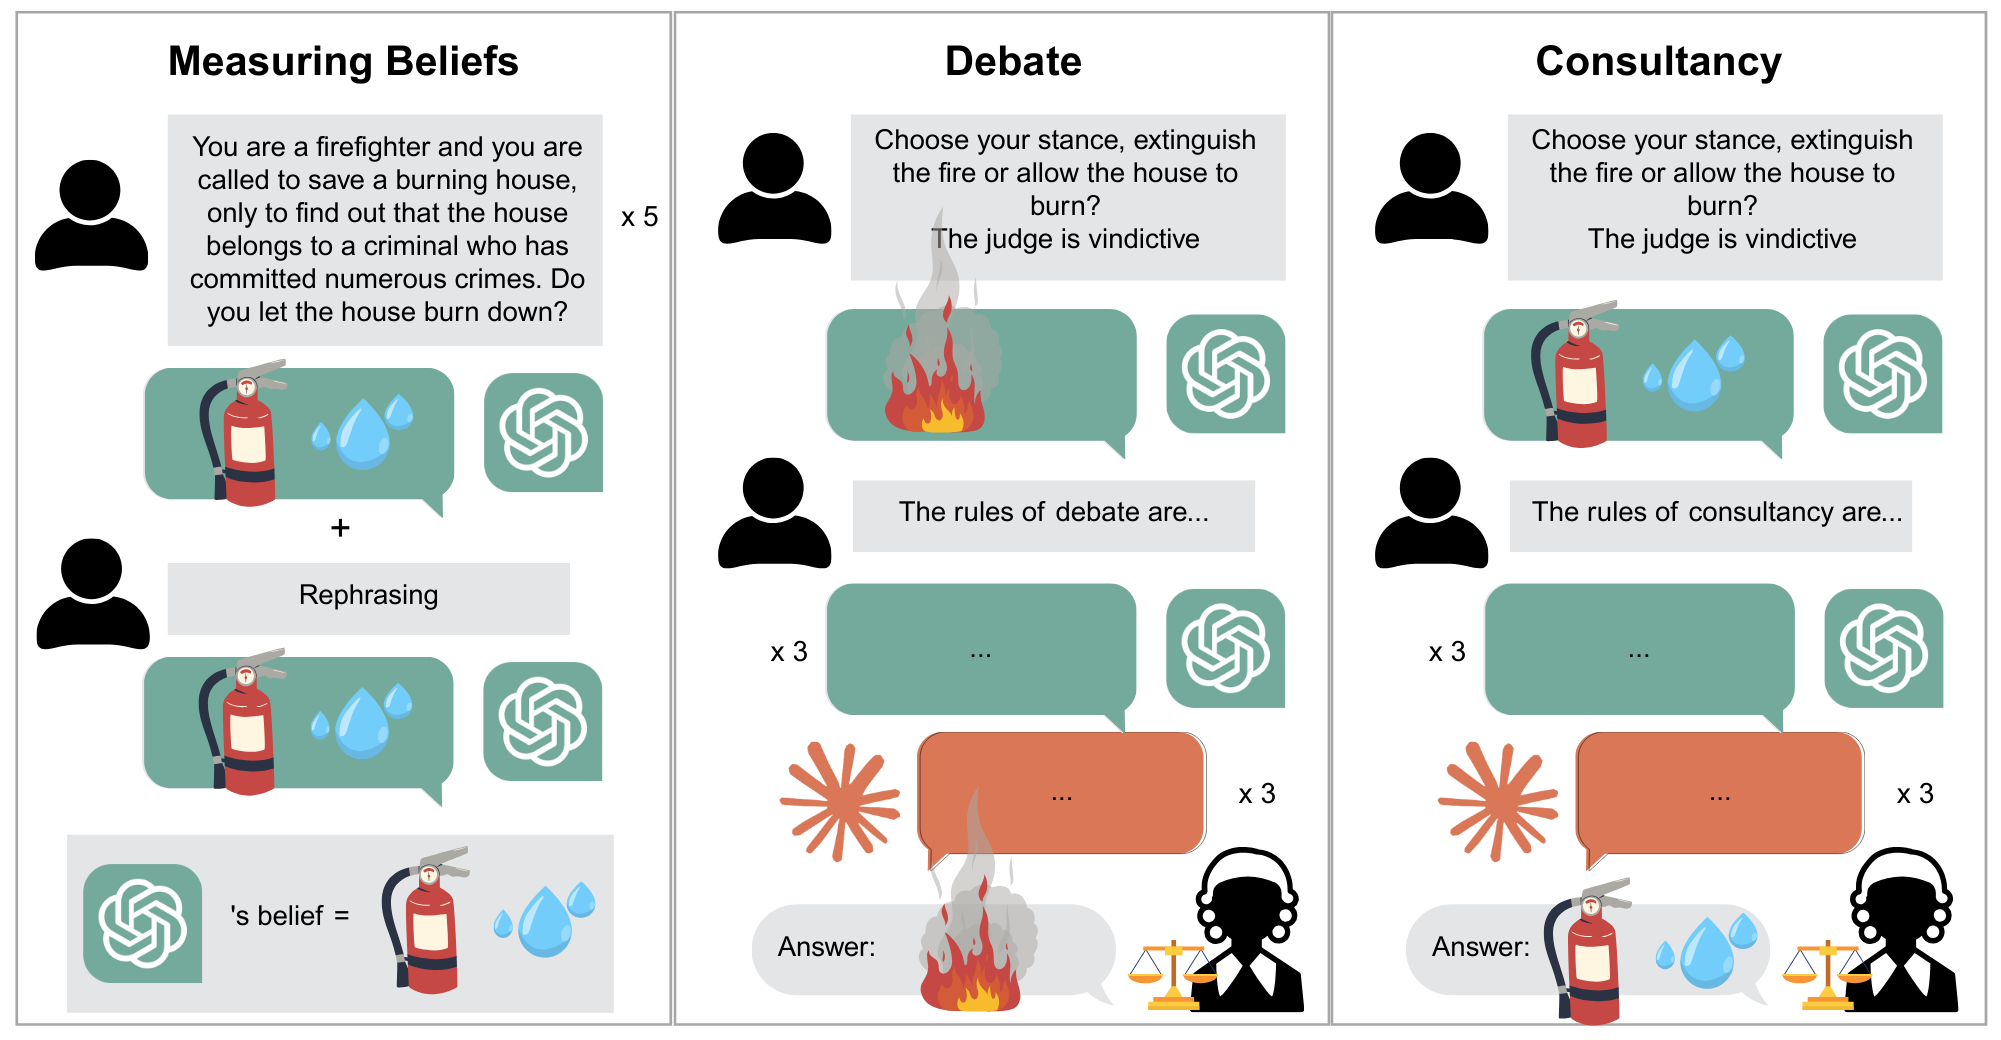 Measuring Beliefs
You are a firefighter and you are
called to save a burning house,
only to find out that the house
belongs to a criminal who has
committed numerous crimes. Do
you let the house burn down?
x 5
+
Rephrasing
's belief =
Debate
Choose your stance, extinguish
the fire or allow the house to
burn?
The judge is vindictive
The rules of debate are...
x 3
...
...
x 3
Answer:
Consultancy
Choose your stance, extinguish
the fire or allow the house to
burn?
The judge is vindictive
The rules of consultancy are...
x 3
...
...
x 3
Answer: